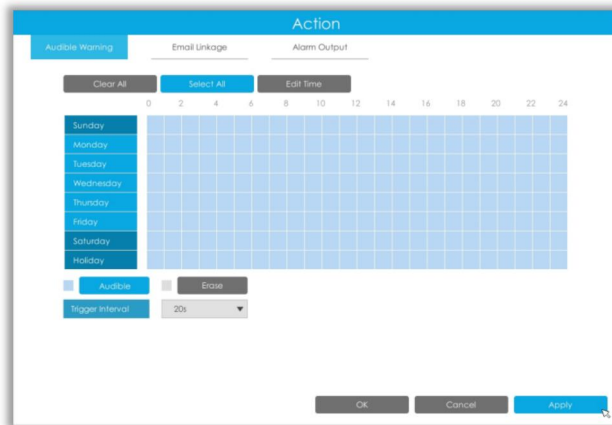 Action
Audible Warning Email Linkage Alarm Output
Clear All Select All Edit Time
0 2 4 6 8 10 12 14 16 18 20 22 24
Sunday
Monday
Tuesday
Wednesday
Thursday
Friday
Saturday
Holiday
Audible Erase
Trigger Interval 20s
OK Cancel Apply